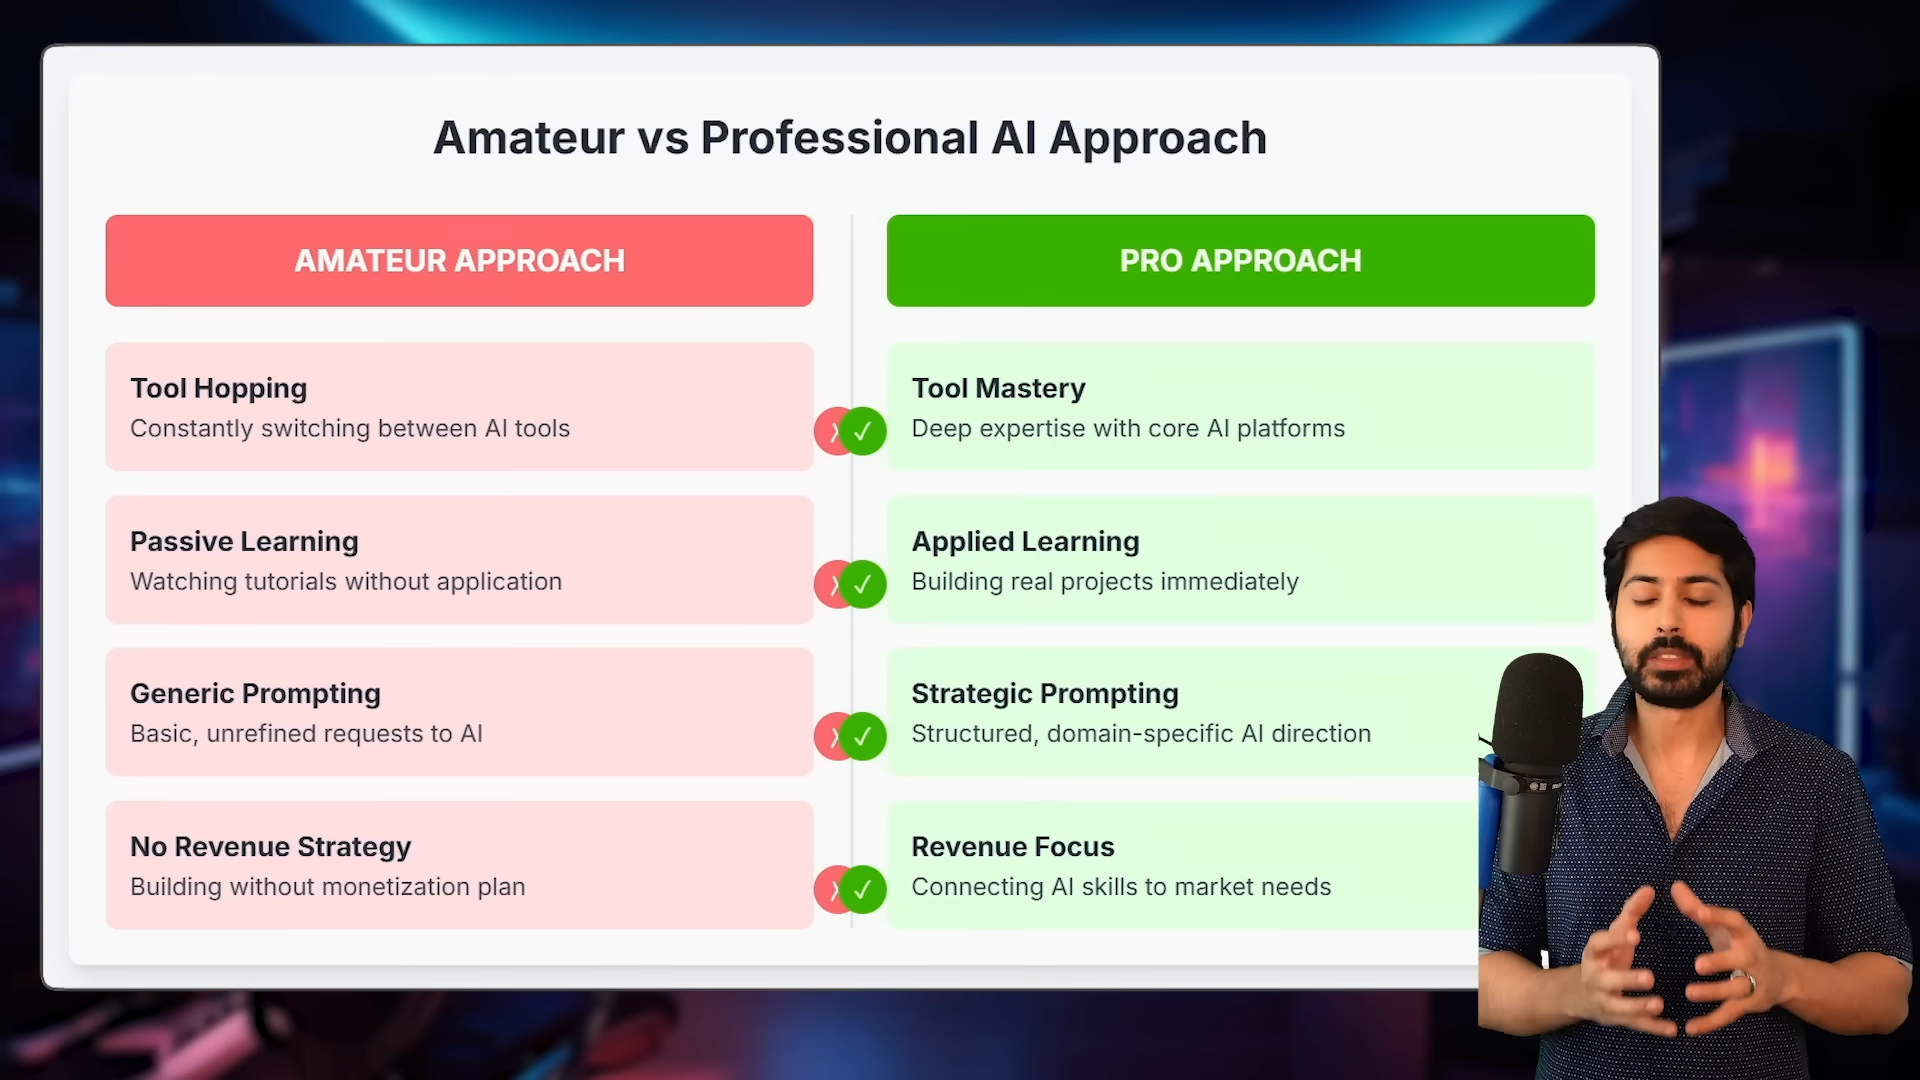 Amateur vs Professional AI Approach
AMATEUR APPROACH
PRO APPROACH
Tool Hopping
Constantly switching between AI tools
Tool Mastery
Deep expertise with core AI platforms
Passive Learning
Watching tutorials without application
Applied Learning
Building real projects immediately
Generic Prompting
Basic, unrefined requests to AI
Strategic Prompting
Structured, domain-specific AI direction
No Revenue Strategy
Building without monetization plan
Revenue Focus
Connecting AI skills to market needs